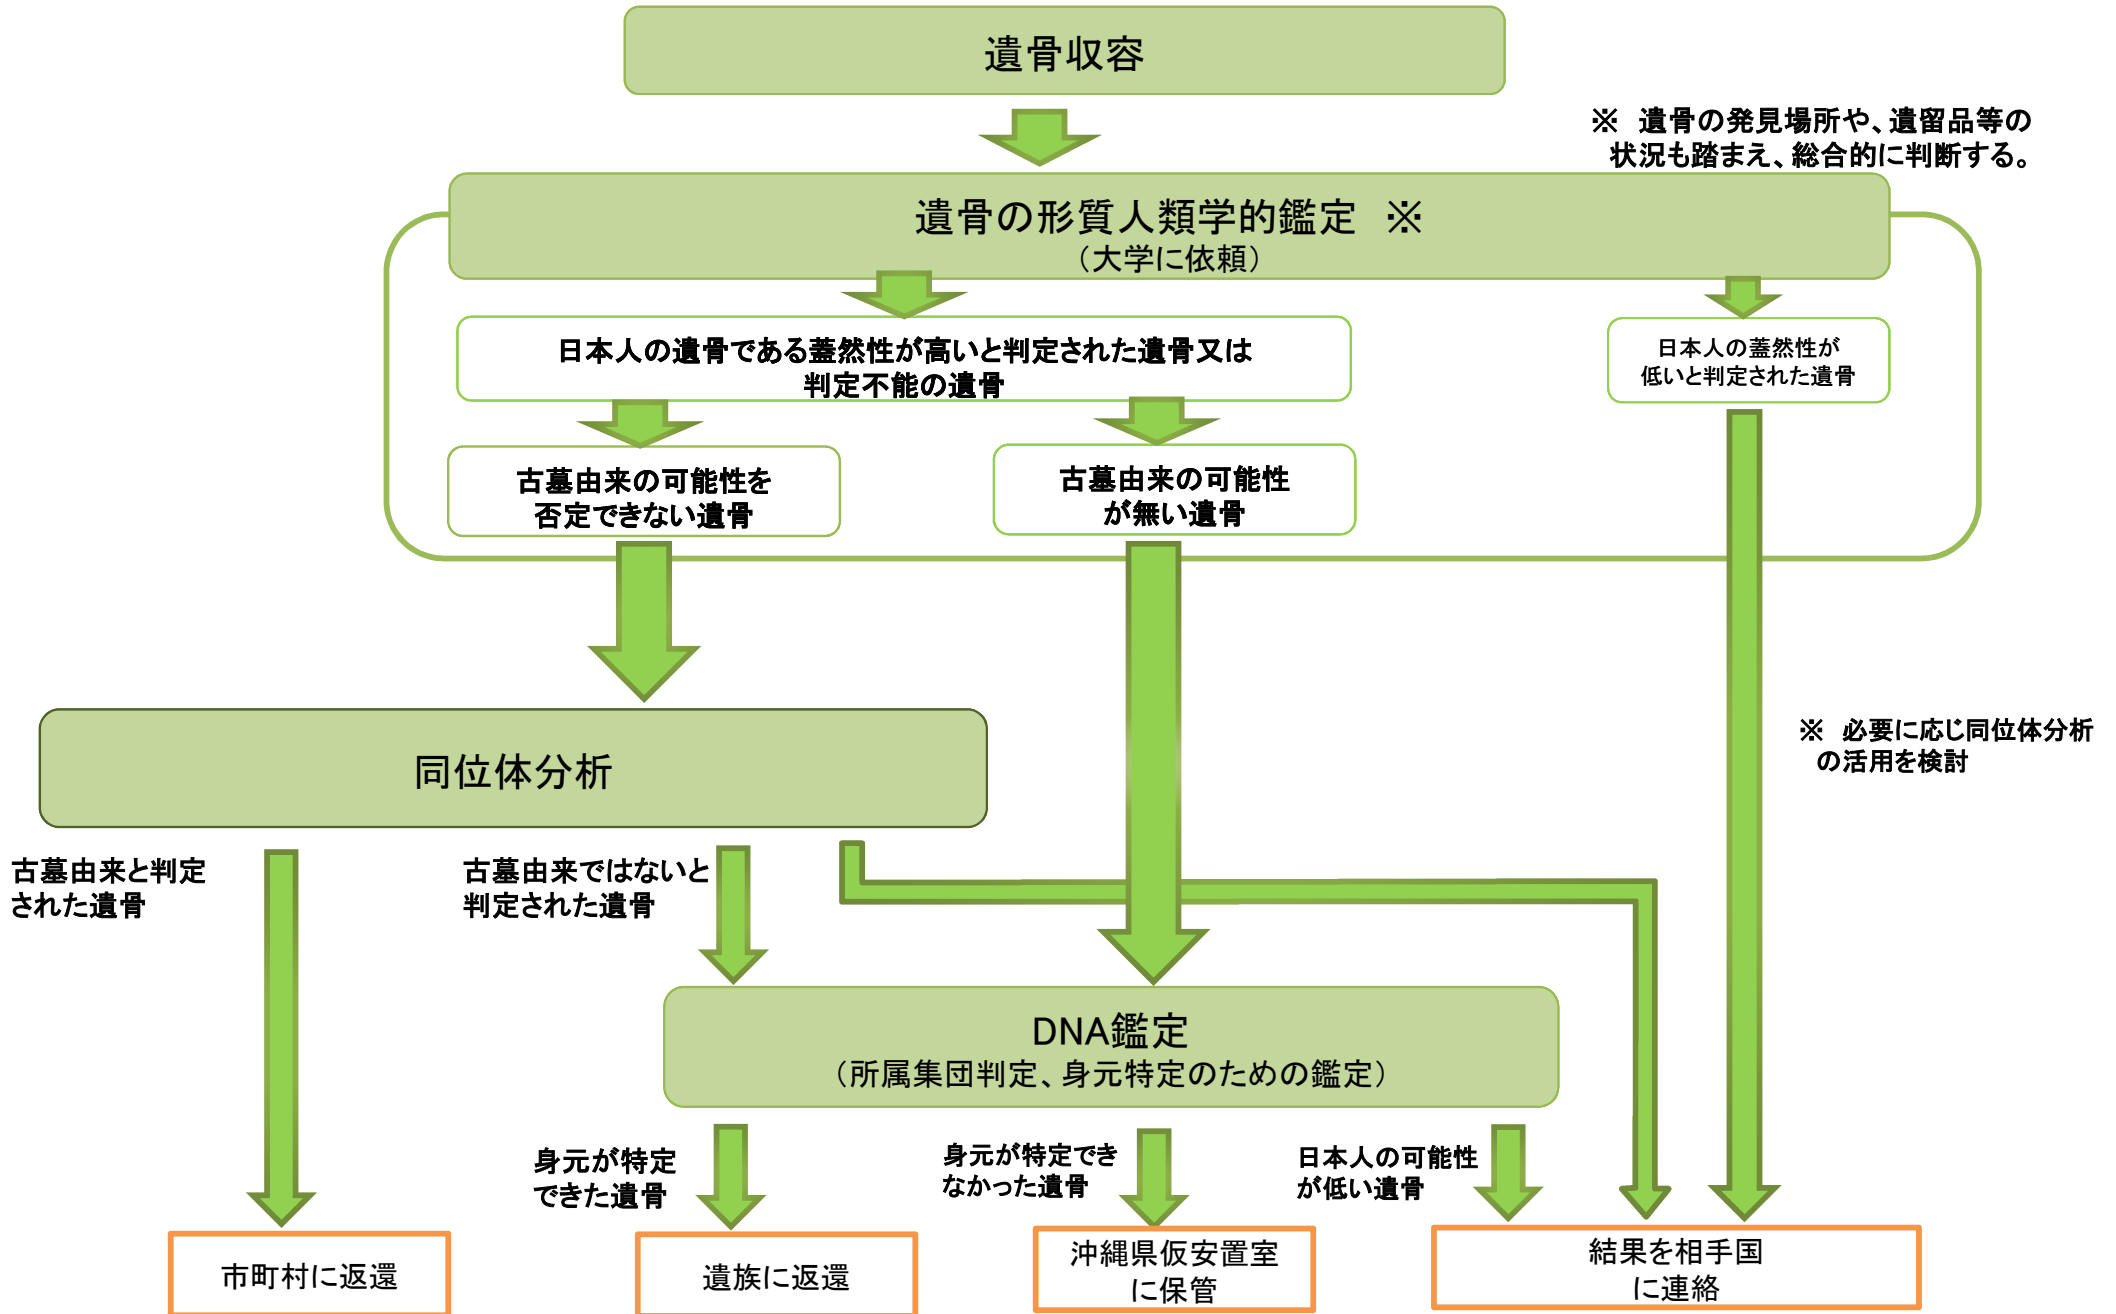 遺骨収容
※　遺骨の発見場所や、遺留品等の
状況も踏まえ、総合的に判断する。
遺骨の形質人類学的鑑定　※
（大学に依頼）
日本人の遺骨である蓋然性が高いと判定された遺骨又は
判定不能の遺骨
日本人の蓋然性が
低いと判定された遺骨
古墓由来の可能性を
否定できない遺骨
古墓由来の可能性
が無い遺骨
同位体分析
※　必要に応じ同位体分析
の活用を検討
古墓由来と判定
された遺骨
古墓由来ではないと
判定された遺骨
DNA鑑定
（所属集団判定、身元特定のための鑑定）
身元が特定
できた遺骨
身元が特定でき
なかった遺骨
日本人の可能性
が低い遺骨
市町村に返還
遺族に返還
沖縄県仮安置室
に保管
結果を相手国
に連絡